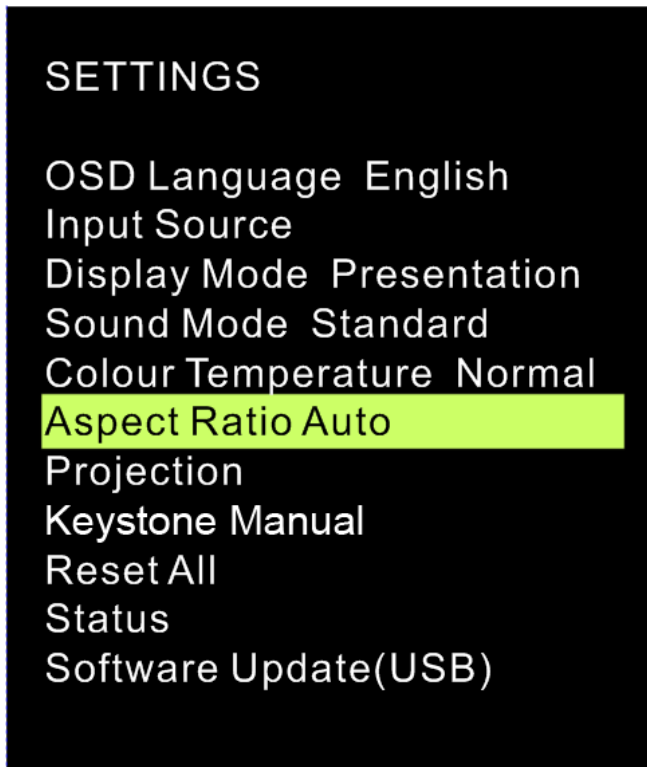 SETTINGS
OSD Language English
Input Source
Display Mode Presentation
Sound Mode Standard
Colour Temperature Normal
Aspect Ratio Auto
Projection
Keystone Manual
Reset All
Status
Software Update(USB)